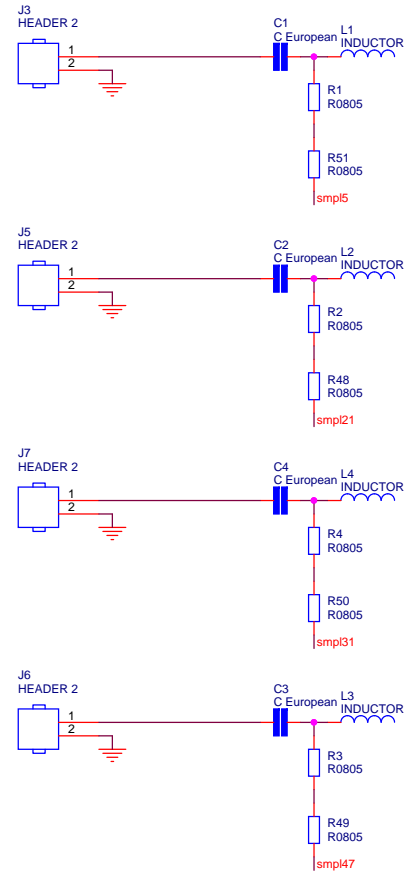 J3
HEADER 2
1
2
C1
C European
L1
INDUCTOR
R1
R0805
R51
R0805
smpl5
J5
HEADER 2
1
2
C2
C European
L2
INDUCTOR
R2
R0805
R48
R0805
smpl21
J7
HEADER 2
1
2
C4
C European
L4
INDUCTOR
R4
R0805
R50
R0805
smpl31
J6
HEADER 2
1
2
C3
C European
L3
INDUCTOR
R3
R0805
R49
R0805
smpl47